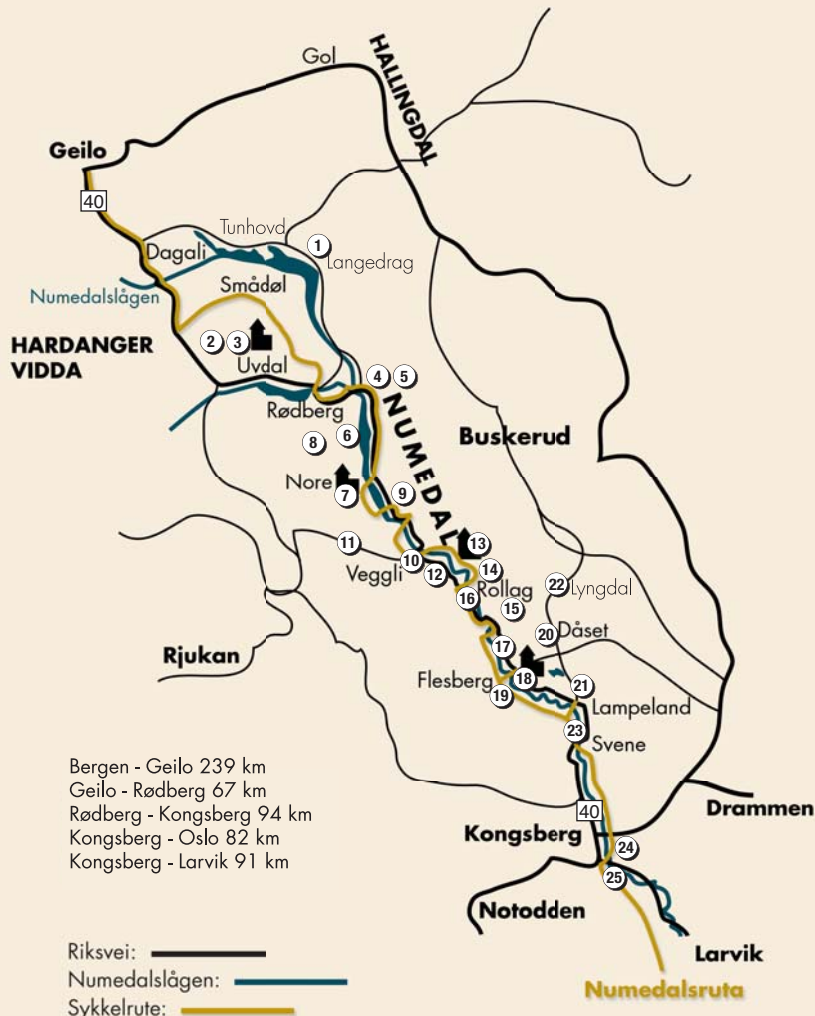 Gol
HALLINGDAL
Geilo
40
Tunhovd
1
Langedrag
Dagali
Numedalslågen
Smådøl
HARDANGER
VIDDA
2
3
Uvdal
4
5
Rødberg
NUMEDAL
Buskerud
8
6
Nore
7
9
11
Veggli
10
12
13
14
Rollag
16
15
22
Lyngdal
20
Dåset
Rjukan
17
Flesberg
18
19
21
Lampeland
23
Svene
Bergen - Geilo 239 km
Geilo - Rødberg 67 km
Rødberg - Kongsberg 94 km
Kongsberg - Oslo 82 km
Kongsberg - Larvik 91 km
40
Drammen
Kongsberg
24
25
Notodden
Larvik
Numedalsruta
Riksvei:
Numedalslågen:
Sykkelrute: